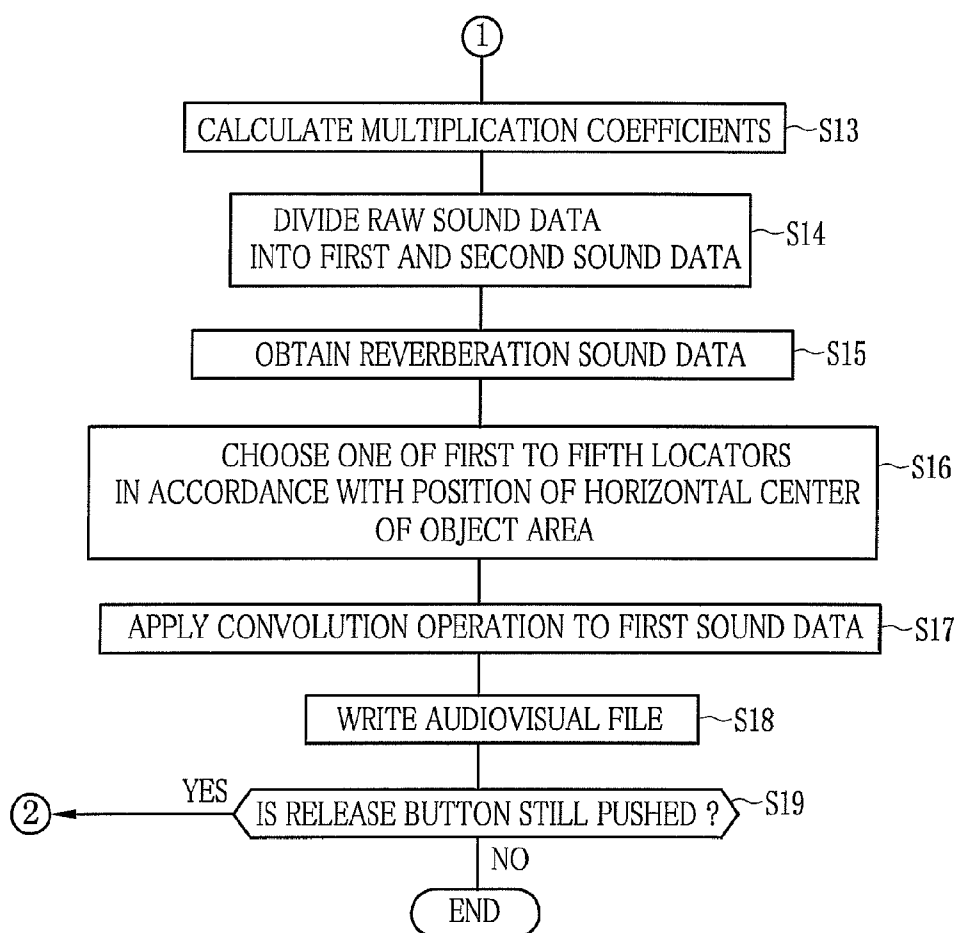 1
CALCULATE MULTIPLICATION COEFFICIENTS
S13
DIVIDE RAW SOUND DATA
INTO FIRST AND SECOND SOUND DATA
S14
OBTAIN REVERBERATION SOUND DATA
S15
CHOOSE ONE OF FIRST TO FIFTH LOCATORS
IN ACCORDANCE WITH POSITION OF HORIZONTAL CENTER
OF OBJECT AREA
S16
APPLY CONVOLUTION OPERATION TO FIRST SOUND DATA
S17
WRITE AUDIOVISUAL FILE
S18
2
YES
IS RELEASE BUTTON STILL PUSHED ?
S19
NO
END